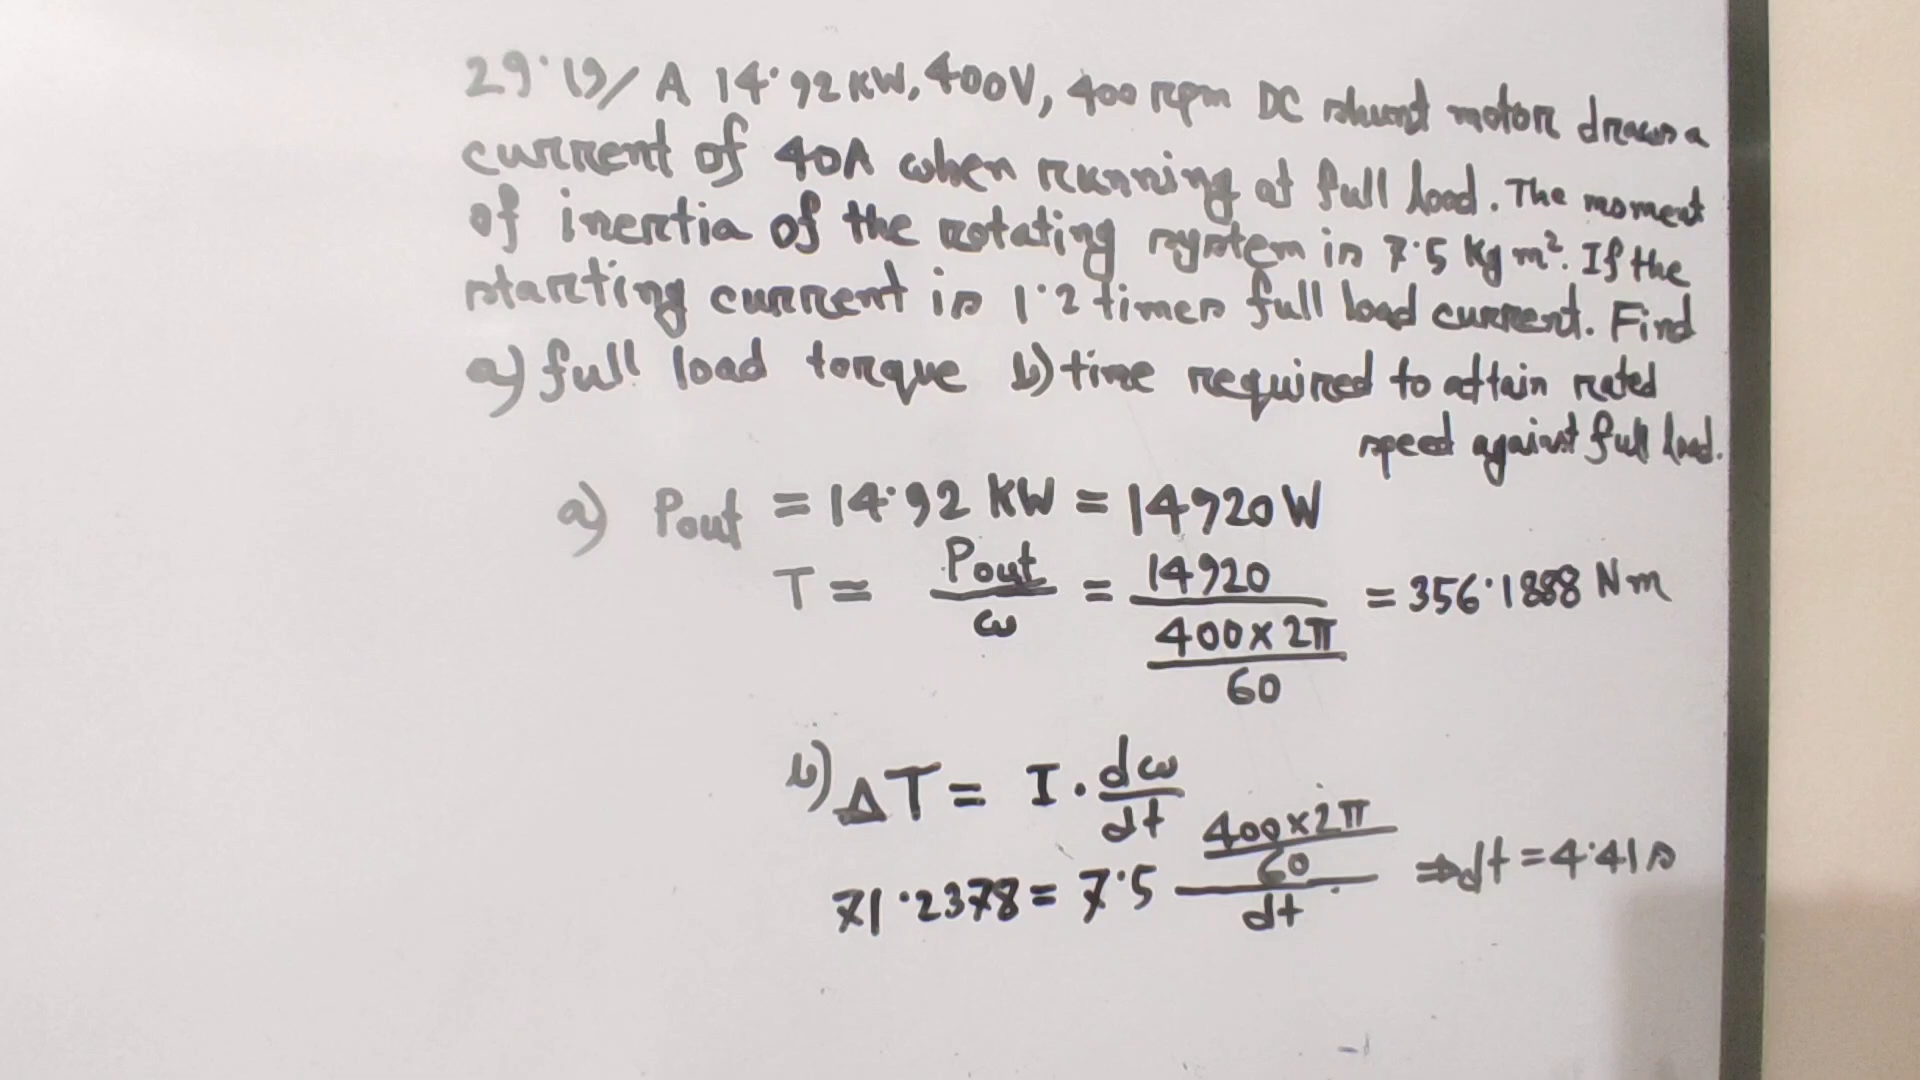 29.19/ A 14.92 KW, 400V, 400 rpm DC shunt motor draws a
current of 40A when running at full load. The moment
of inertia of the rotating system is 7.5 Kg m². If the
starting current is 1.2 times full load current. Find
a) full load torque b) time required to attain rated
speed against full load.
a) Pout = 14.92 KW = 14920 W
T = Pout/ω = 14920/(400×2π/60) = 356.1888 Nm
b) ΔT = I · dω/dt
71.2378 = 7.5 (400×2π/60)/dt ⇒ dt = 4.41 s